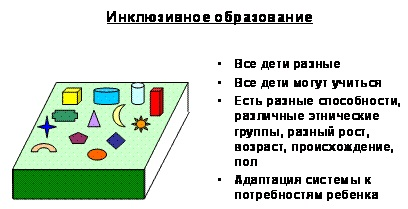 Инклюзивное образование
• Все дети разные
• Все дети могут учиться
• Есть разные способности,
различные этнические
группы, разный рост,
возраст, происхождение,
пол
• Адаптация системы к
потребностям ребенка